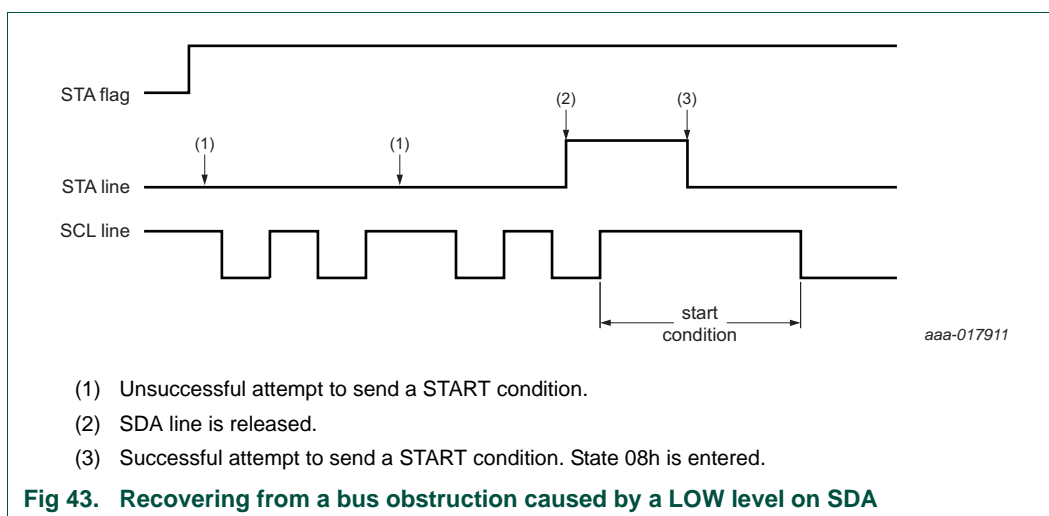 STA flag
(2)
(3)
(1)
(1)
STA line
SCL line
start
condition
aaa-017911
(1) Unsuccessful attempt to send a START condition.
(2) SDA line is released.
(3) Successful attempt to send a START condition. State 08h is entered.
Fig 43. Recovering from a bus obstruction caused by a LOW level on SDA